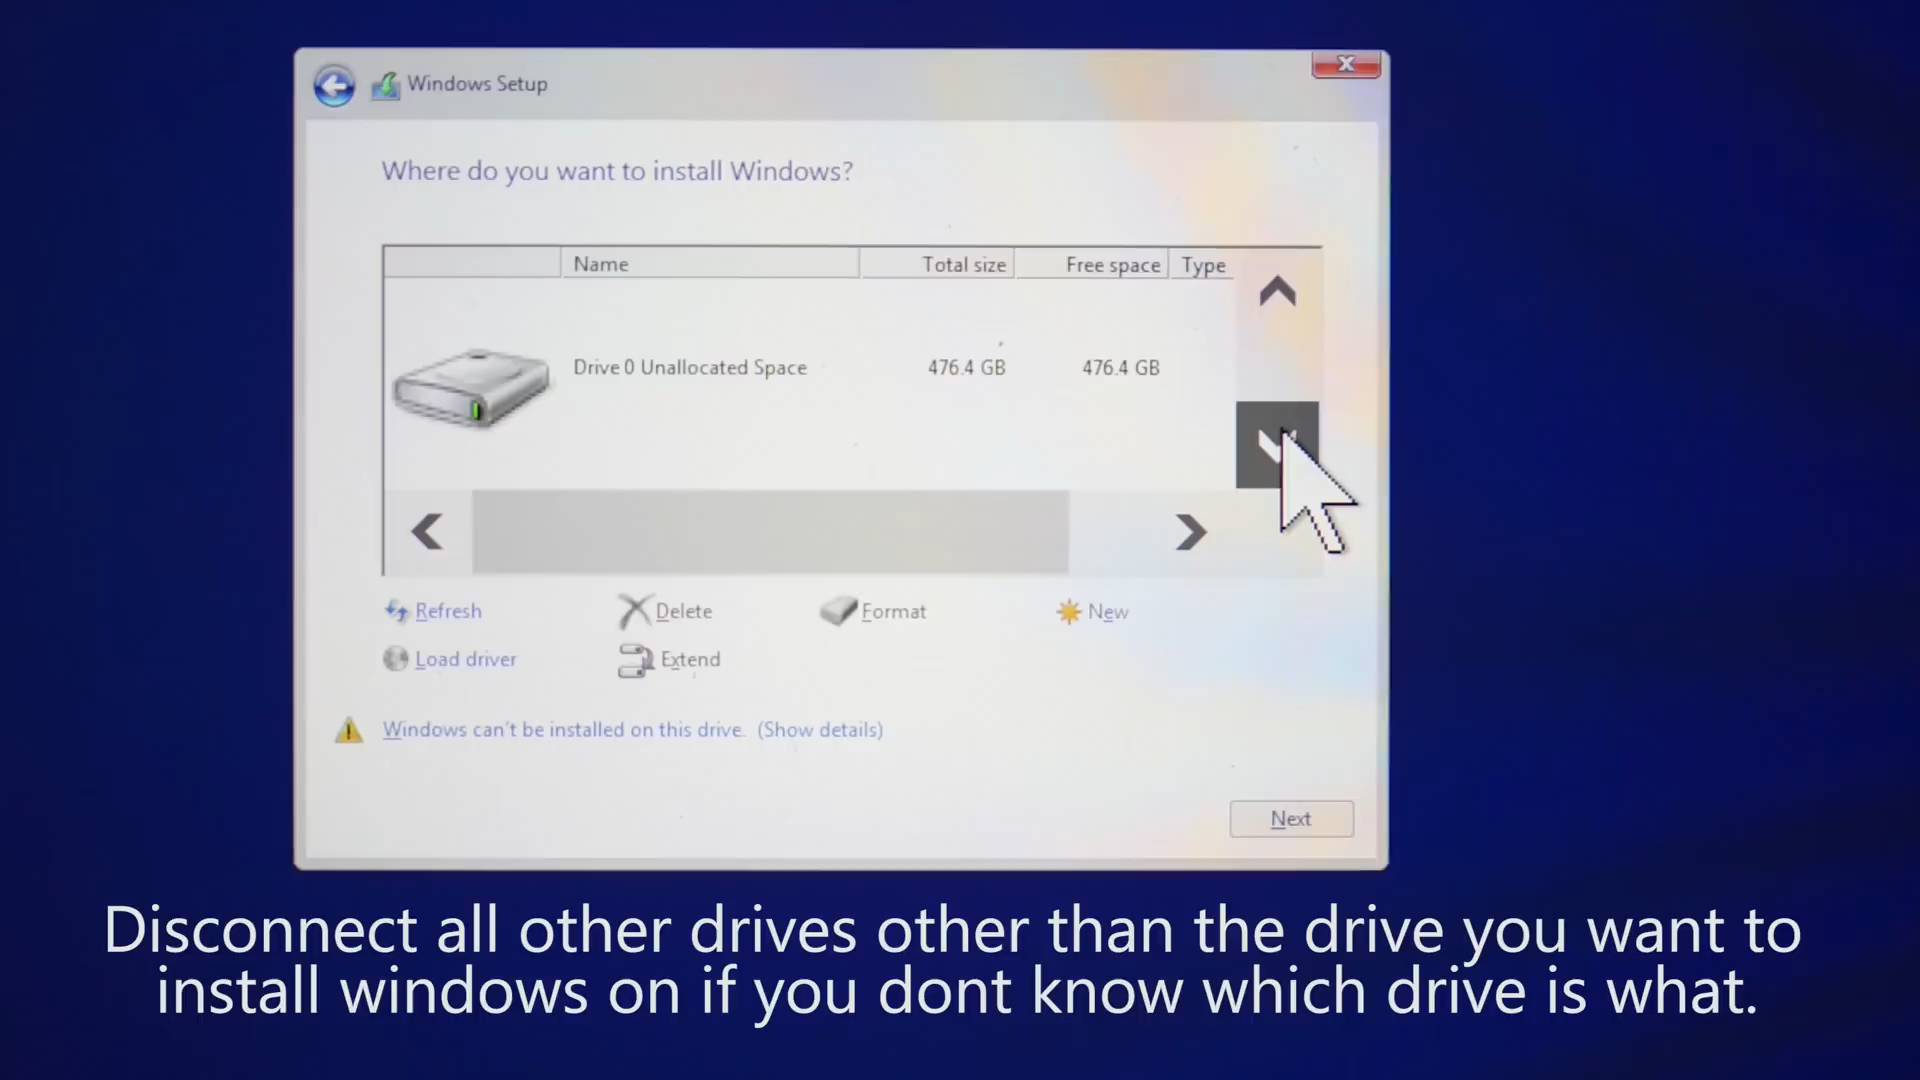 Windows Setup
Where do you want to install Windows?
Name Total size Free space Type
Drive 0 Unallocated Space 476.4 GB 476.4 GB
Refresh Delete Format New
Load driver Extend
Windows can't be installed on this drive. (Show details)
Next
Disconnect all other drives other than the drive you want to
install windows on if you dont know which drive is what.